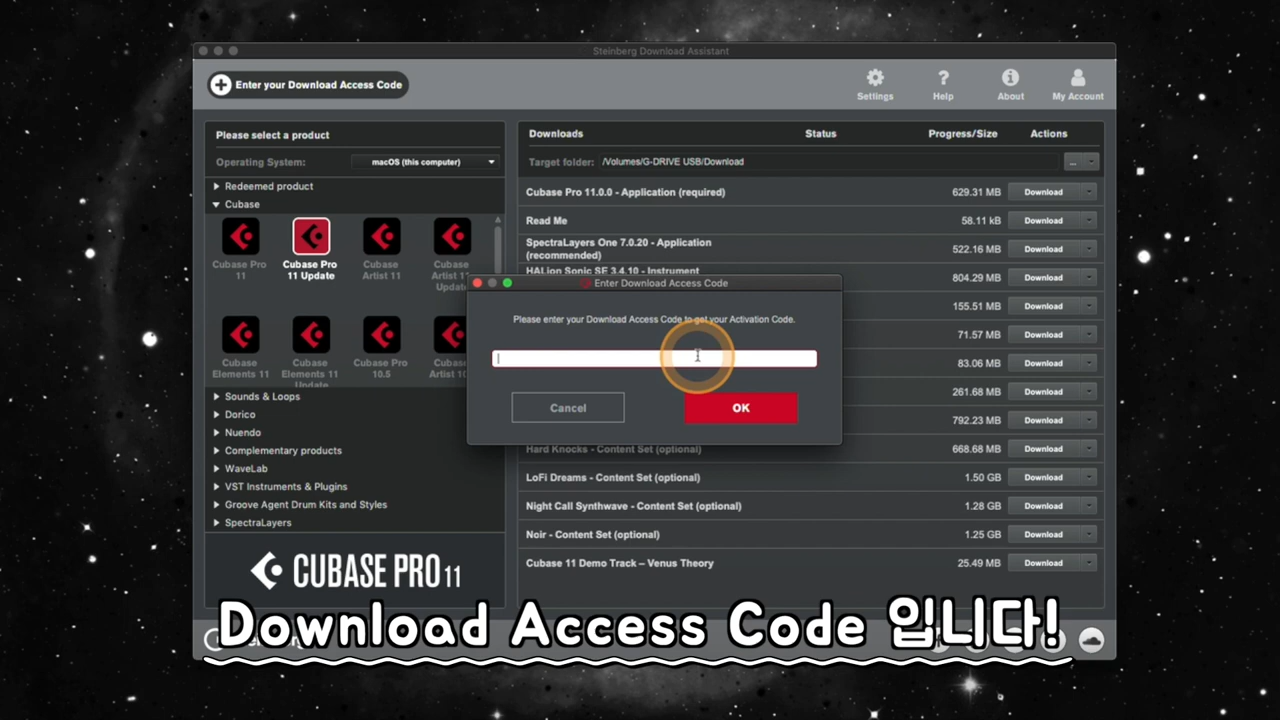 Steinberg Download Assistant
Enter your Download Access Code
Settings
Help
About
My Account
Please select a product
Operating System:
macOS (this computer)
Redeemed product
Cubase
Cubase Pro
11
Cubase Pro
11 Update
Cubase
Artist 11
Cubase
Artist 11
Update
Cubase
Elements 11
Cubase
Elements 11
Update
Cubase Pro
10.5
Artist 10
Sounds & Loops
Dorico
Nuendo
Complementary products
WaveLab
VST Instruments & Plugins
Groove Agent Drum Kits and Styles
SpectraLayers
CUBASE PRO 11
Downloads
Status
Progress/Size
Actions
Target folder:
/Volumes/G-DRIVE USB/Download
...
Cubase Pro 11.0.0 - Application (required)
629.31 MB
Download
Read Me
58.11 kB
Download
SpectraLayers One 7.0.20 - Application
(recommended)
522.16 MB
Download
HALion Sonic SE 3.4.10 - Instrument
804.29 MB
Download
155.51 MB
Download
71.57 MB
Download
83.06 MB
Download
261.68 MB
Download
792.23 MB
Download
Hard Knocks - Content Set (optional)
668.68 MB
Download
LoFi Dreams - Content Set (optional)
1.50 GB
Download
Night Call Synthwave - Content Set (optional)
1.28 GB
Download
Noir - Content Set (optional)
1.25 GB
Download
Cubase 11 Demo Track – Venus Theory
25.49 MB
Download
Enter Download Access Code
Please enter your Download Access Code to get your Activation Code.
Cancel
OK
Download Access Code 입니다!